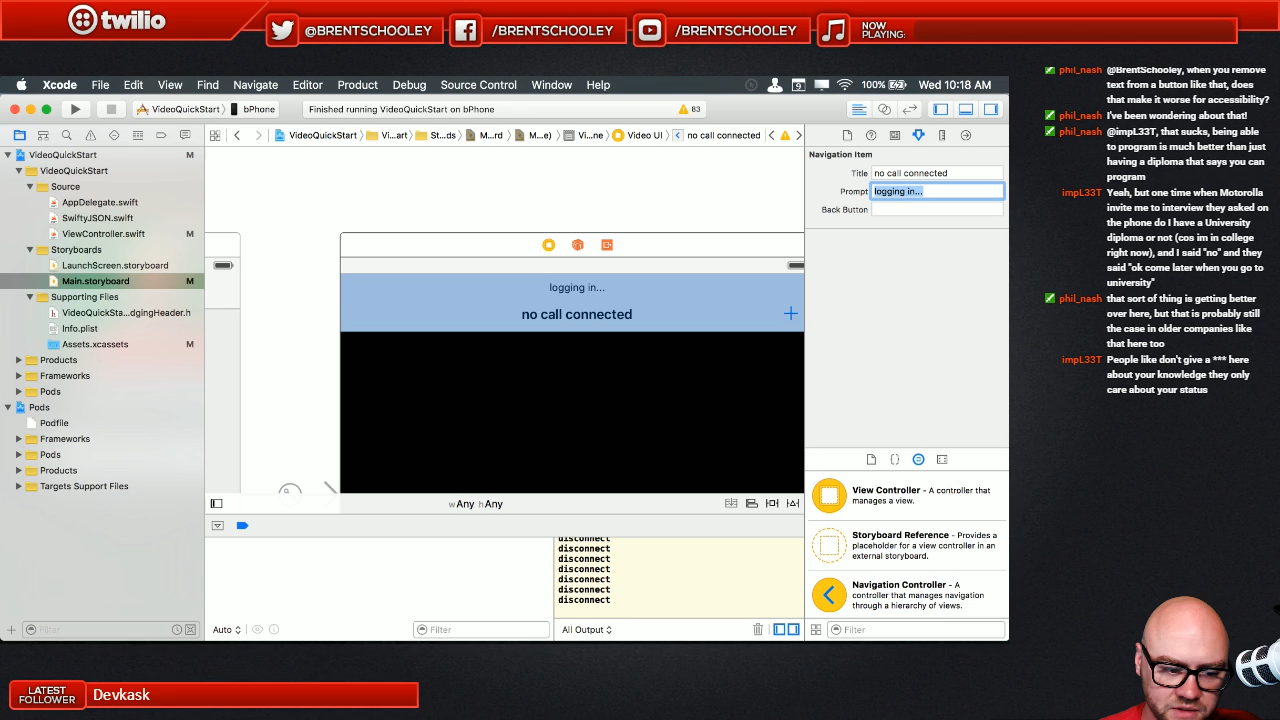 twilio
@BRENTSCHOOLEY
/BRENTSCHOOLEY
/BRENTSCHOOLEY
NOW
PLAYING:
Xcode File Edit View Find Navigate Editor Product Debug Source Control Window Help
9
100%
Wed 10:18 AM
VideoQuickStart
bPhone
Finished running VideoQuickStart on bPhone
83
VideoQuickStart
Vi...art
St...ds
M...rd
M...e)
Vi...ne
Video UI
no call connected
VideoQuickStart M
VideoQuickStart
Source
AppDelegate.swift
SwiftyJSON.swift
ViewController.swift M
Storyboards
LaunchScreen.storyboard
Main.storyboard M
Supporting Files
VideoQuickSta...dgingHeader.h
Info.plist
Assets.xcassets M
Products
Frameworks
Pods
Pods
Podfile
Frameworks
Pods
Products
Targets Support Files
Filter
logging in...
no call connected
wAny hAny
disconnect
disconnect
disconnect
disconnect
disconnect
disconnect
disconnect
Auto
Filter
All Output
Navigation Item
Title no call connected
Prompt logging in...
Back Button
View Controller - A controller that
manages a view.
Storyboard Reference - Provides a
placeholder for a view controller in an
external storyboard.
Navigation Controller - A
controller that manages navigation
through a hierarchy of views.
Filter
phil_nash @BrentSchooley, when you remove
text from a button like that, does
that make it worse for accessibility?
phil_nash I've been wondering about that!
phil_nash @impL33T, that sucks, being able
to program is much better than just
having a diploma that says you can
program
impL33T Yeah, but one time when Motorolla
invite me to interview they asked on
the phone do I have a University
diploma or not (cos im in college
right now), and I said "no" and they
said "ok come later when you go to
university"
phil_nash that sort of thing is getting better
over here, but that is probably still
the case in older companies like
that here too
impL33T People like don't give a *** here
about your knowledge they only
care about your status
LATEST
FOLLOWER
Devkask